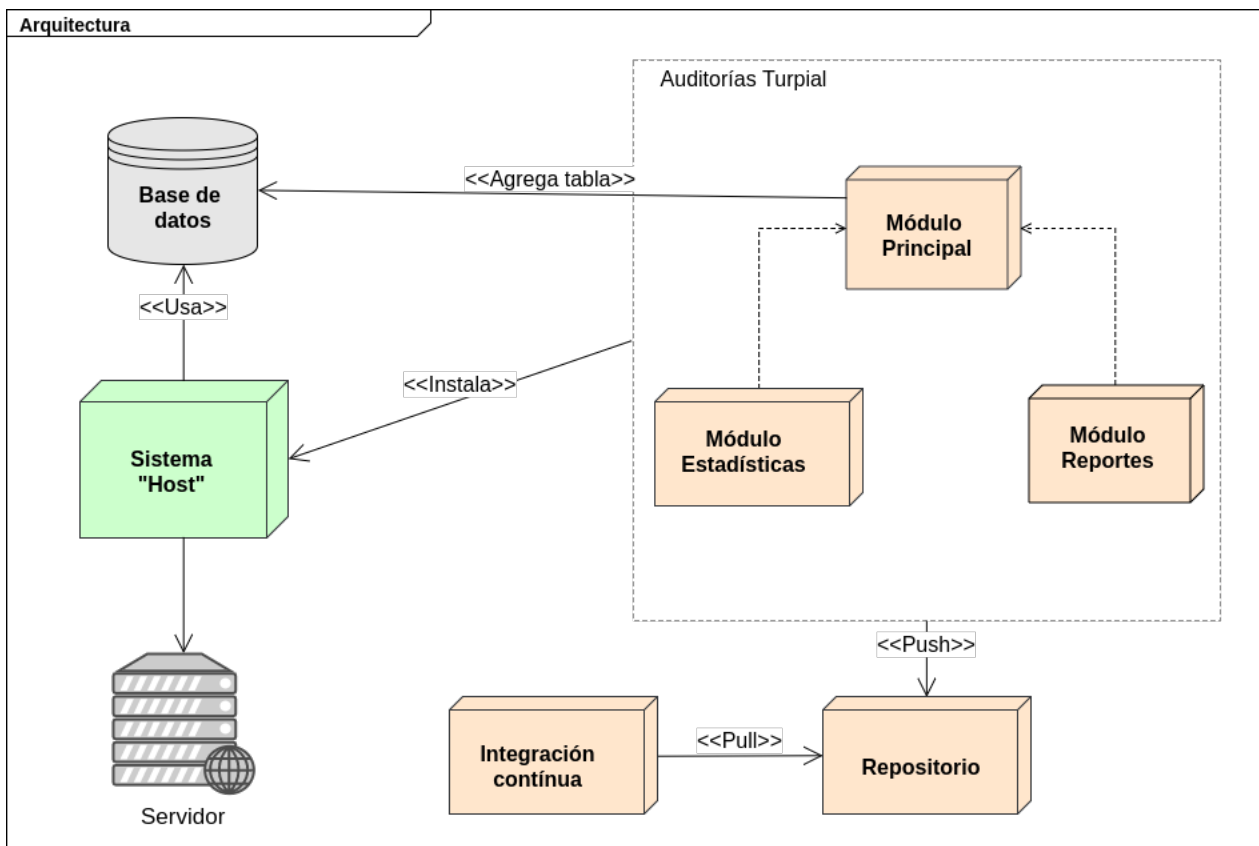 Arquitectura
Auditorías Turpial
<<Agrega tabla>>
Base de
datos
Módulo
Principal
<<Usa>>
<<Instala>>
Sistema
"Host"
Módulo
Estadísticas
Módulo
Reportes
<<Push>>
<<Pull>>
Integración
contínua
Repositorio
Servidor